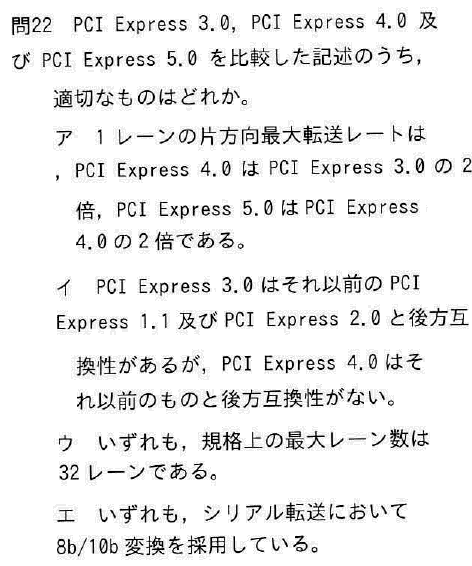 問22 PCI Express 3.0, PCI Express 4.0 及
び PCI Express 5.0 を比較した記述のうち,
適切なものはどれか。
ア 1 レーンの片方向最大転送レートは
, PCI Express 4.0 は PCI Express 3.0 の 2
倍, PCI Express 5.0 は PCI Express
4.0 の 2 倍である。
イ PCI Express 3.0 はそれ以前の PCI
Express 1.1 及び PCI Express 2.0 と後方互
換性があるが, PCI Express 4.0 はそ
れ以前のものと後方互換性がない。
ウ いずれも, 規格上の最大レーン数は
32 レーンである。
エ いずれも, シリアル転送において
8b/10b 変換を採用している。